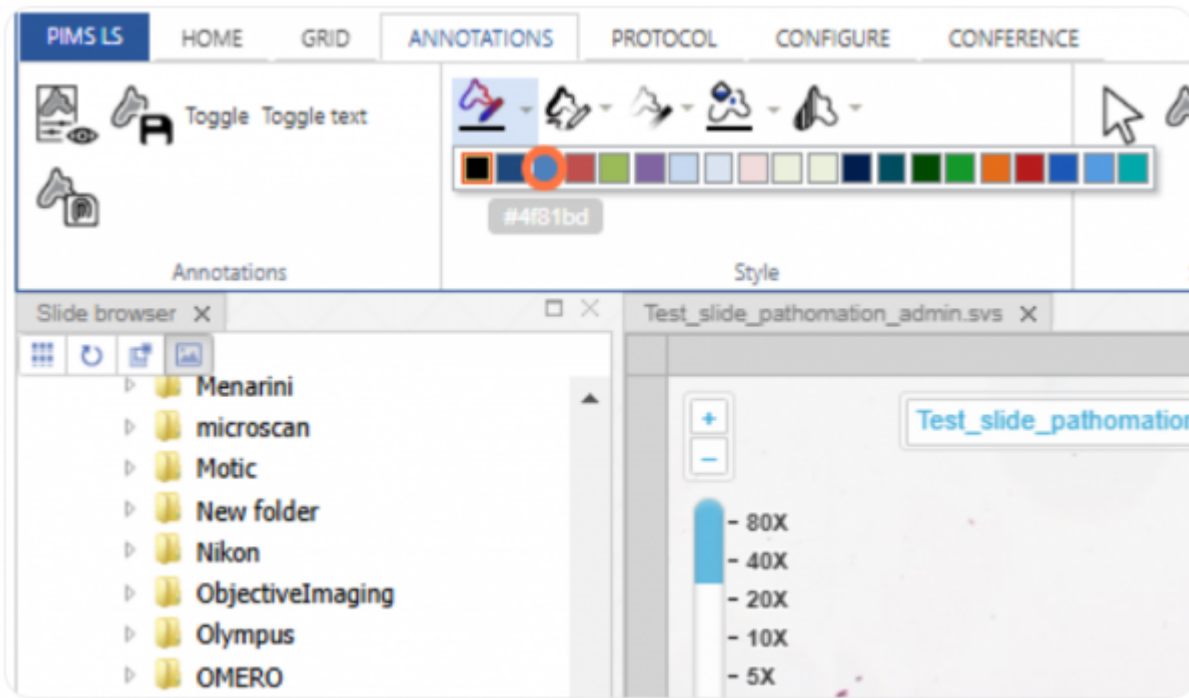 PIMS LS HOME GRID ANNOTATIONS PROTOCOL CONFIGURE CONFERENCE
Toggle Toggle text
#4f81bd
Annotations Style
Slide browser Test_slide_pathomation_admin.svs
Menarini
microscan
Motic
New folder
Nikon
ObjectiveImaging
Olympus
OMERO
+
Test_slide_pathomation
−
- 80X
- 40X
- 20X
- 10X
- 5X